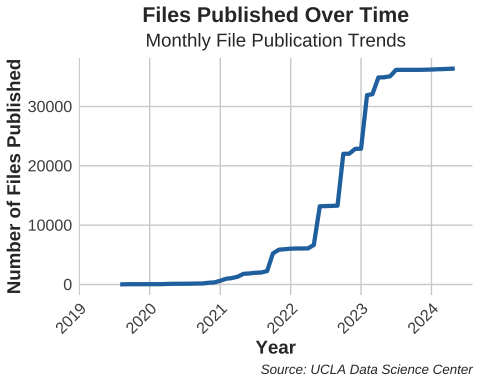 Files Published Over Time
Monthly File Publication Trends
Number of Files Published
30000
20000
10000
0
2019
2020
2021
2022
2023
2024
Year
Source: UCLA Data Science Center